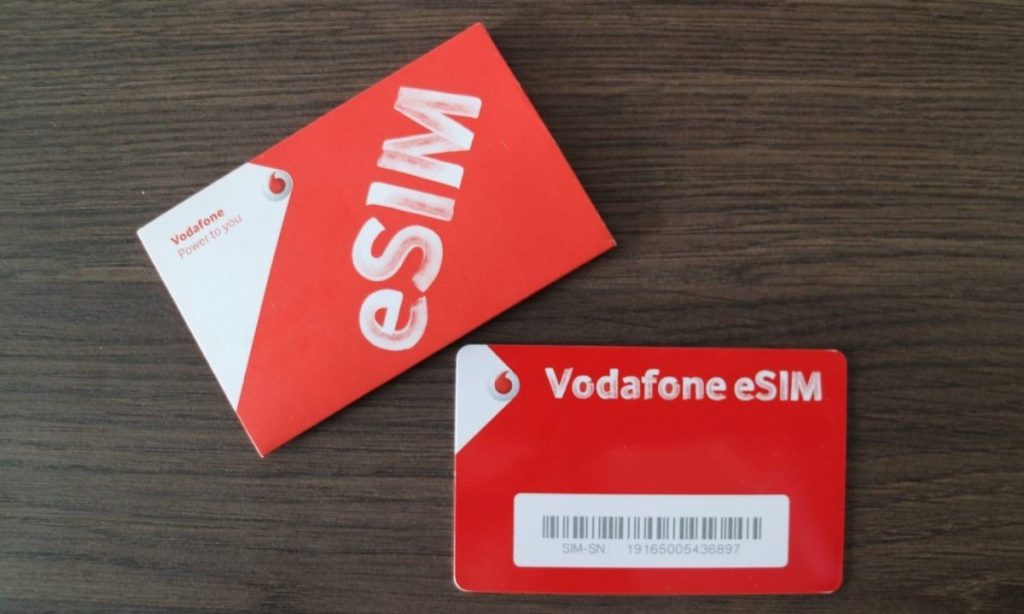 Vodafone
Power to you
eSIM
Vodafone eSIM
SIM-SN: 19165005436897